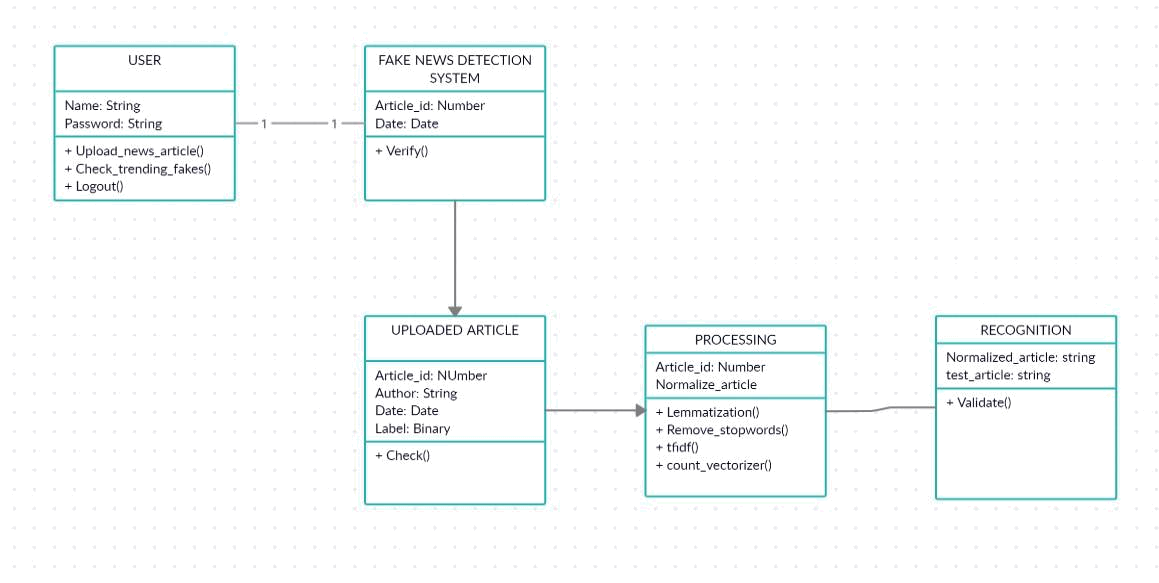 USER
Name: String
Password: String
+ Upload_news_article()
+ Check_trending_fakes()
+ Logout()
1
1
FAKE NEWS DETECTION
SYSTEM
Article_id: Number
Date: Date
+ Verify()
UPLOADED ARTICLE
Article_id: NUmber
Author: String
Date: Date
Label: Binary
+ Check()
PROCESSING
Article_id: Number
Normalize_article
+ Lemmatization()
+ Remove_stopwords()
+ tfidf()
+ count_vectorizer()
RECOGNITION
Normalized_article: string
test_article: string
+ Validate()